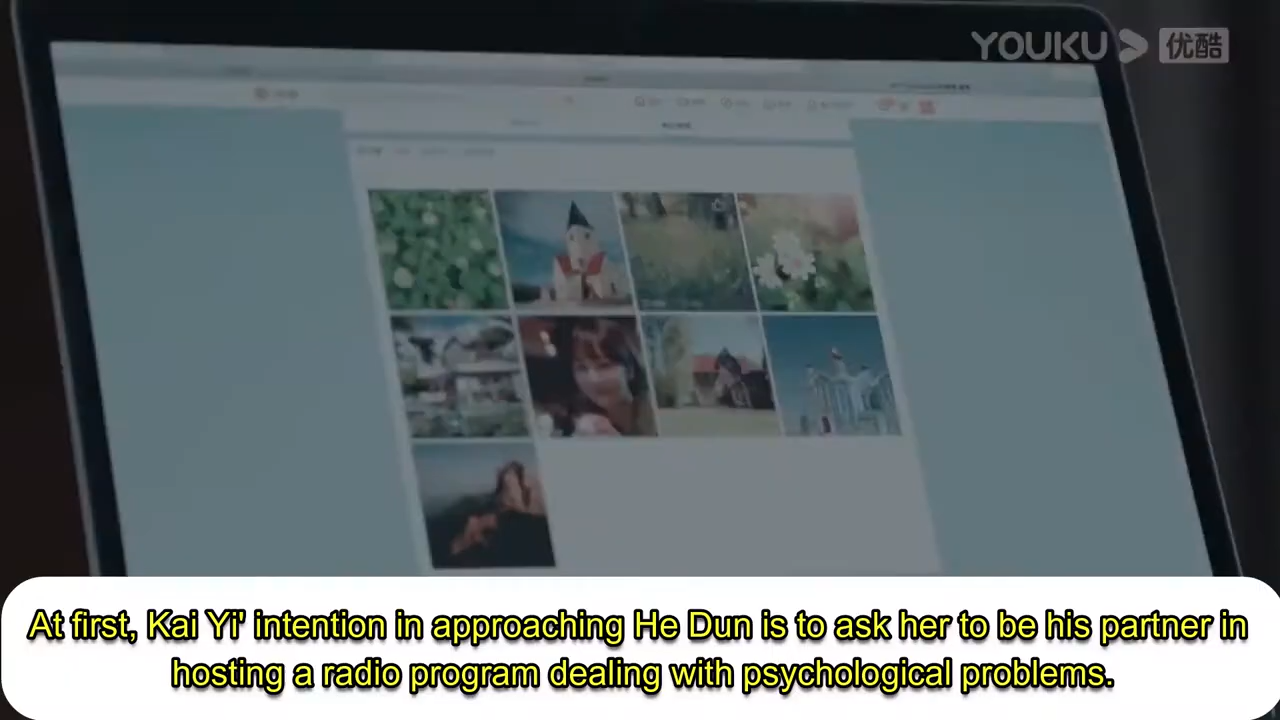 YOUKU 优酷
At first, Kai Yi' intention in approaching He Dun is to ask her to be his partner in
hosting a radio program dealing with psychological problems.